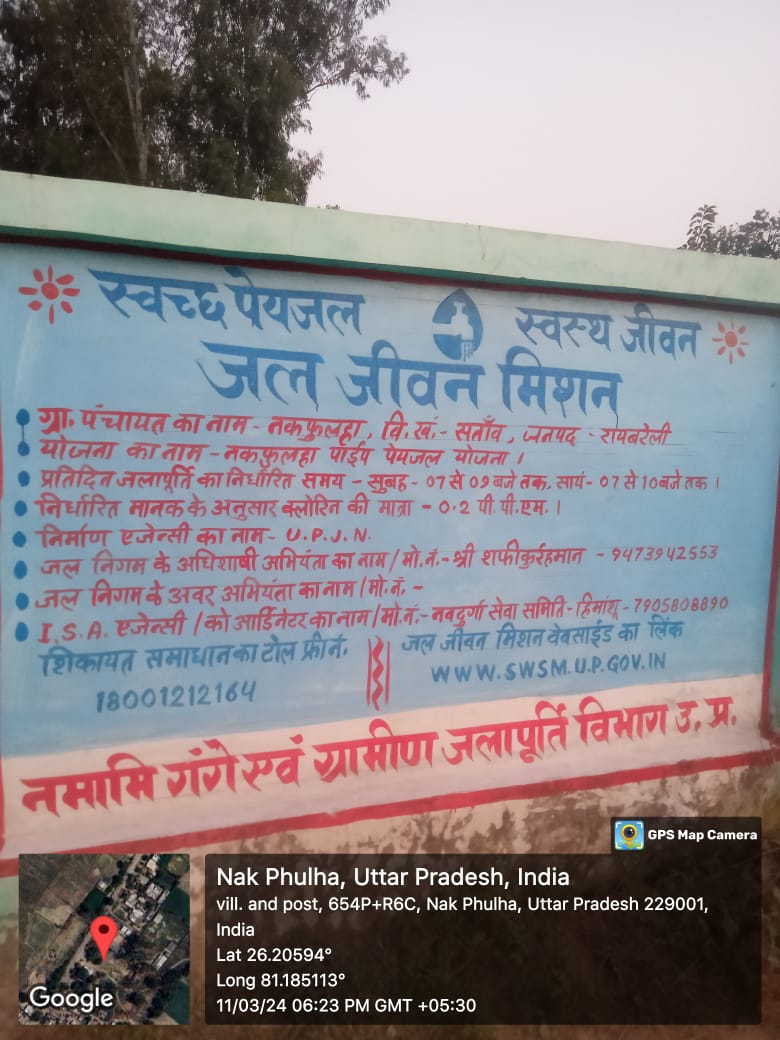 स्वच्छ पेयजल स्वस्थ जीवन
जल जीवन मिशन
ग्रा. पंचायत का नाम - नकफुलहा, वि. खं. - सताँव, जनपद - रायबरेली
योजना का नाम - नकफुलहा पाईप पेयजल योजना।
प्रतिदिन जलापूर्ति का निर्धारित समय - सुबह - 07 से 09 बजे तक, सायं - 07 से 10 बजे तक।
निर्धारित मानक के अनुसार क्लोरिन की मात्रा - 0.2 पी. पी. एम.।
निर्माण एजेन्सी का नाम - U.P.J.N.
जल निगम के अधिशाषी अभियंता का नाम / मो. नं. - श्री शफीकुर्रहमान - 9473942553
जल निगम के अवर अभियंता का नाम / मो. नं. -
I.S.A. एजेन्सी / को आर्डिनेटर का नाम / मो. नं. - नवदुर्गा सेवा समिति - हिमांशू - 7905808890
शिकायत समाधान का टोल फ्री नं.
18001212164
जल जीवन मिशन वेबसाईड का लिंक
WWW.SWSM.U.P.GOV.IN
नमामि गंगे एवं ग्रामीण जलापूर्ति विभाग उ. प्र.
GPS Map Camera
Nak Phulha, Uttar Pradesh, India
vill. and post, 654P+R6C, Nak Phulha, Uttar Pradesh 229001,
India
Lat 26.20594°
Long 81.185113°
11/03/24 06:23 PM GMT +05:30
Google